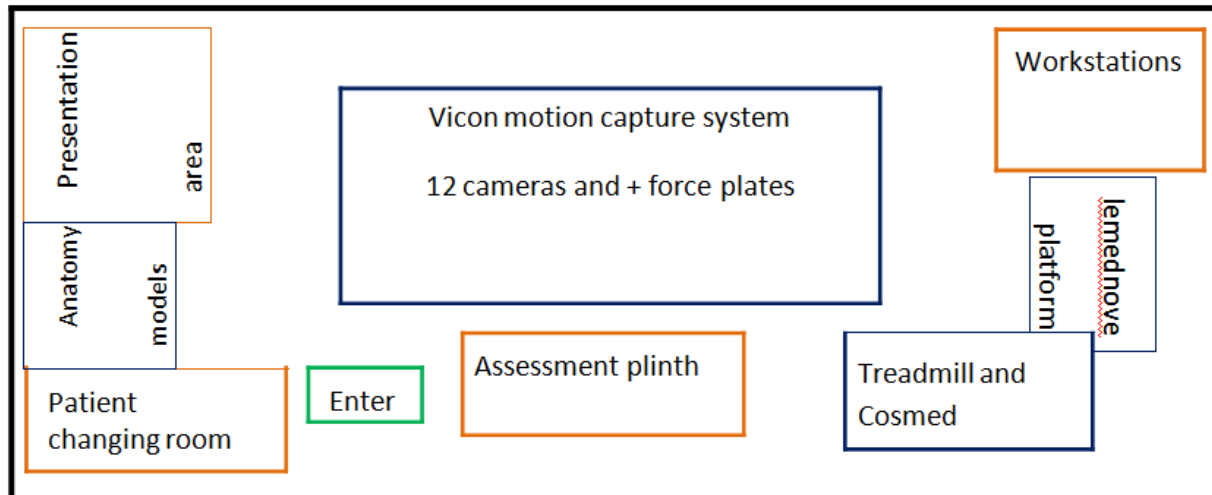 Presentation
area
Vicon motion capture system
12 cameras and + force plates
Workstations
Anatomy
models
lemednove
platform
Patient
changing room
Enter
Assessment plinth
Treadmill and
Cosmed